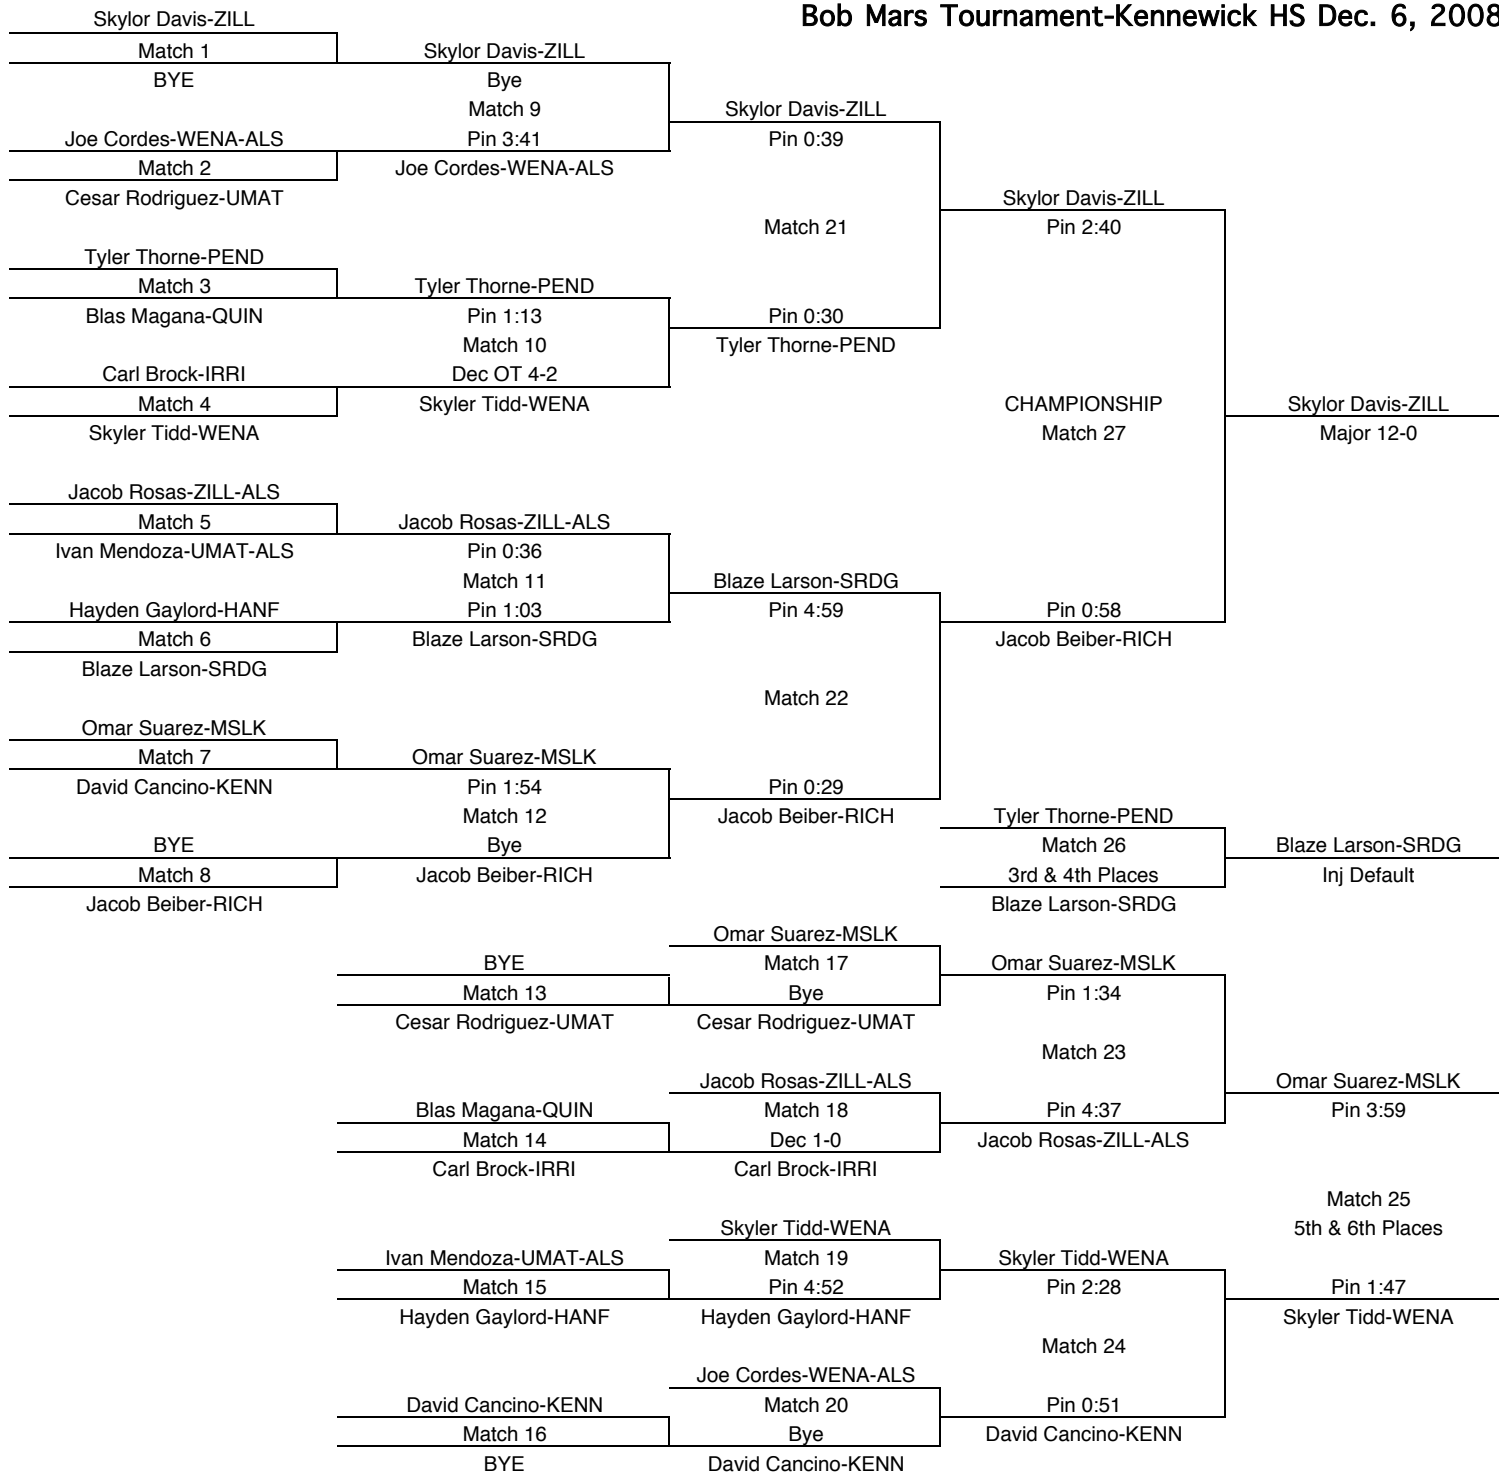 Bob Mars Tournament-Kennewick HS Dec. 6, 2008
Skylor Davis-ZILL
Match 1
BYE
Joe Cordes-WENA-ALS
Match 2
Cesar Rodriguez-UMAT
Tyler Thorne-PEND
Match 3
Blas Magana-QUIN
Carl Brock-IRRI
Match 4
Skyler Tidd-WENA
Jacob Rosas-ZILL-ALS
Match 5
Ivan Mendoza-UMAT-ALS
Hayden Gaylord-HANF
Match 6
Blaze Larson-SRDG
Omar Suarez-MSLK
Match 7
David Cancino-KENN
BYE
Match 8
Jacob Beiber-RICH
Skylor Davis-ZILL
Bye
Match 9
Pin 3:41
Joe Cordes-WENA-ALS
Tyler Thorne-PEND
Pin 1:13
Match 10
Dec OT 4-2
Skyler Tidd-WENA
Jacob Rosas-ZILL-ALS
Pin 0:36
Match 11
Pin 1:03
Blaze Larson-SRDG
Omar Suarez-MSLK
Pin 1:54
Match 12
Bye
Jacob Beiber-RICH
Skylor Davis-ZILL
Pin 0:39
Match 21
Pin 0:30
Tyler Thorne-PEND
Blaze Larson-SRDG
Pin 4:59
Match 22
Pin 0:29
Jacob Beiber-RICH
Skylor Davis-ZILL
Pin 2:40
CHAMPIONSHIP
Match 27
Pin 0:58
Jacob Beiber-RICH
Skylor Davis-ZILL
Major 12-0
Tyler Thorne-PEND
Match 26
3rd & 4th Places
Blaze Larson-SRDG
Blaze Larson-SRDG
Inj Default
BYE
Match 13
Cesar Rodriguez-UMAT
Blas Magana-QUIN
Match 14
Carl Brock-IRRI
Ivan Mendoza-UMAT-ALS
Match 15
Hayden Gaylord-HANF
David Cancino-KENN
Match 16
BYE
Omar Suarez-MSLK
Match 17
Bye
Cesar Rodriguez-UMAT
Jacob Rosas-ZILL-ALS
Match 18
Dec 1-0
Carl Brock-IRRI
Skyler Tidd-WENA
Match 19
Pin 4:52
Hayden Gaylord-HANF
Joe Cordes-WENA-ALS
Match 20
Bye
David Cancino-KENN
Omar Suarez-MSLK
Pin 1:34
Match 23
Pin 4:37
Jacob Rosas-ZILL-ALS
Skyler Tidd-WENA
Pin 2:28
Match 24
Pin 0:51
David Cancino-KENN
Omar Suarez-MSLK
Pin 3:59
Match 25
5th & 6th Places
Pin 1:47
Skyler Tidd-WENA